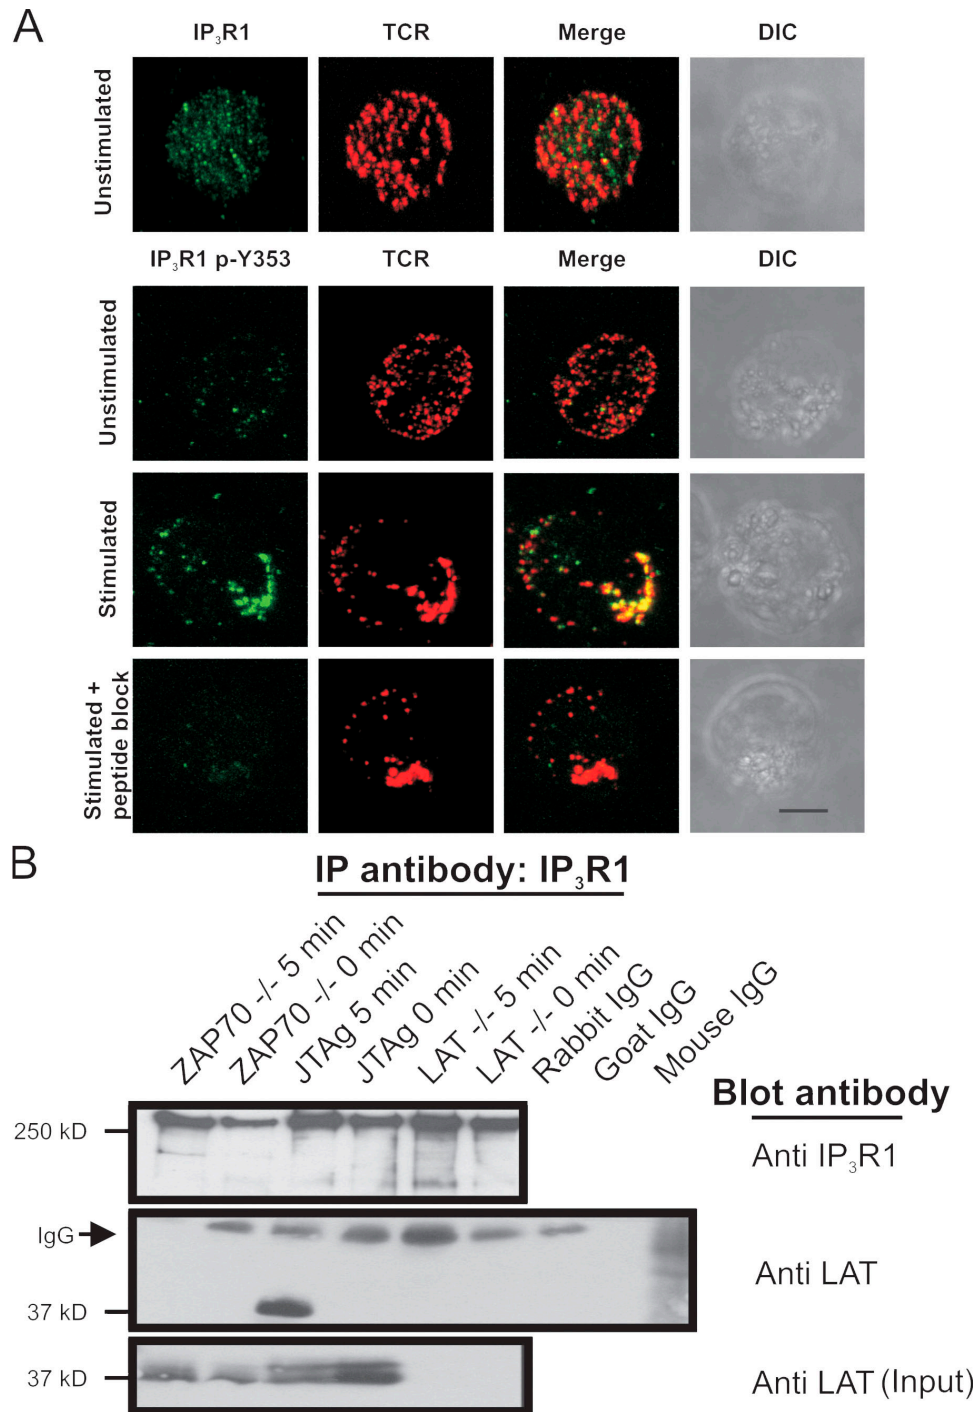 A
IP₃R1 TCR Merge DIC
Unstimulated
IP₃R1 p-Y353 TCR Merge DIC
Unstimulated
Stimulated
Stimulated +
peptide block
B
IP antibody: IP₃R1
ZAP70 -/- 5 min
ZAP70 -/- 0 min
JTAg 5 min
JTAg 0 min
LAT -/- 5 min
LAT -/- 0 min
Rabbit IgG
Goat IgG
Mouse IgG
Blot antibody
250 kD
Anti IP₃R1
IgG
Anti LAT
37 kD
37 kD
Anti LAT (Input)